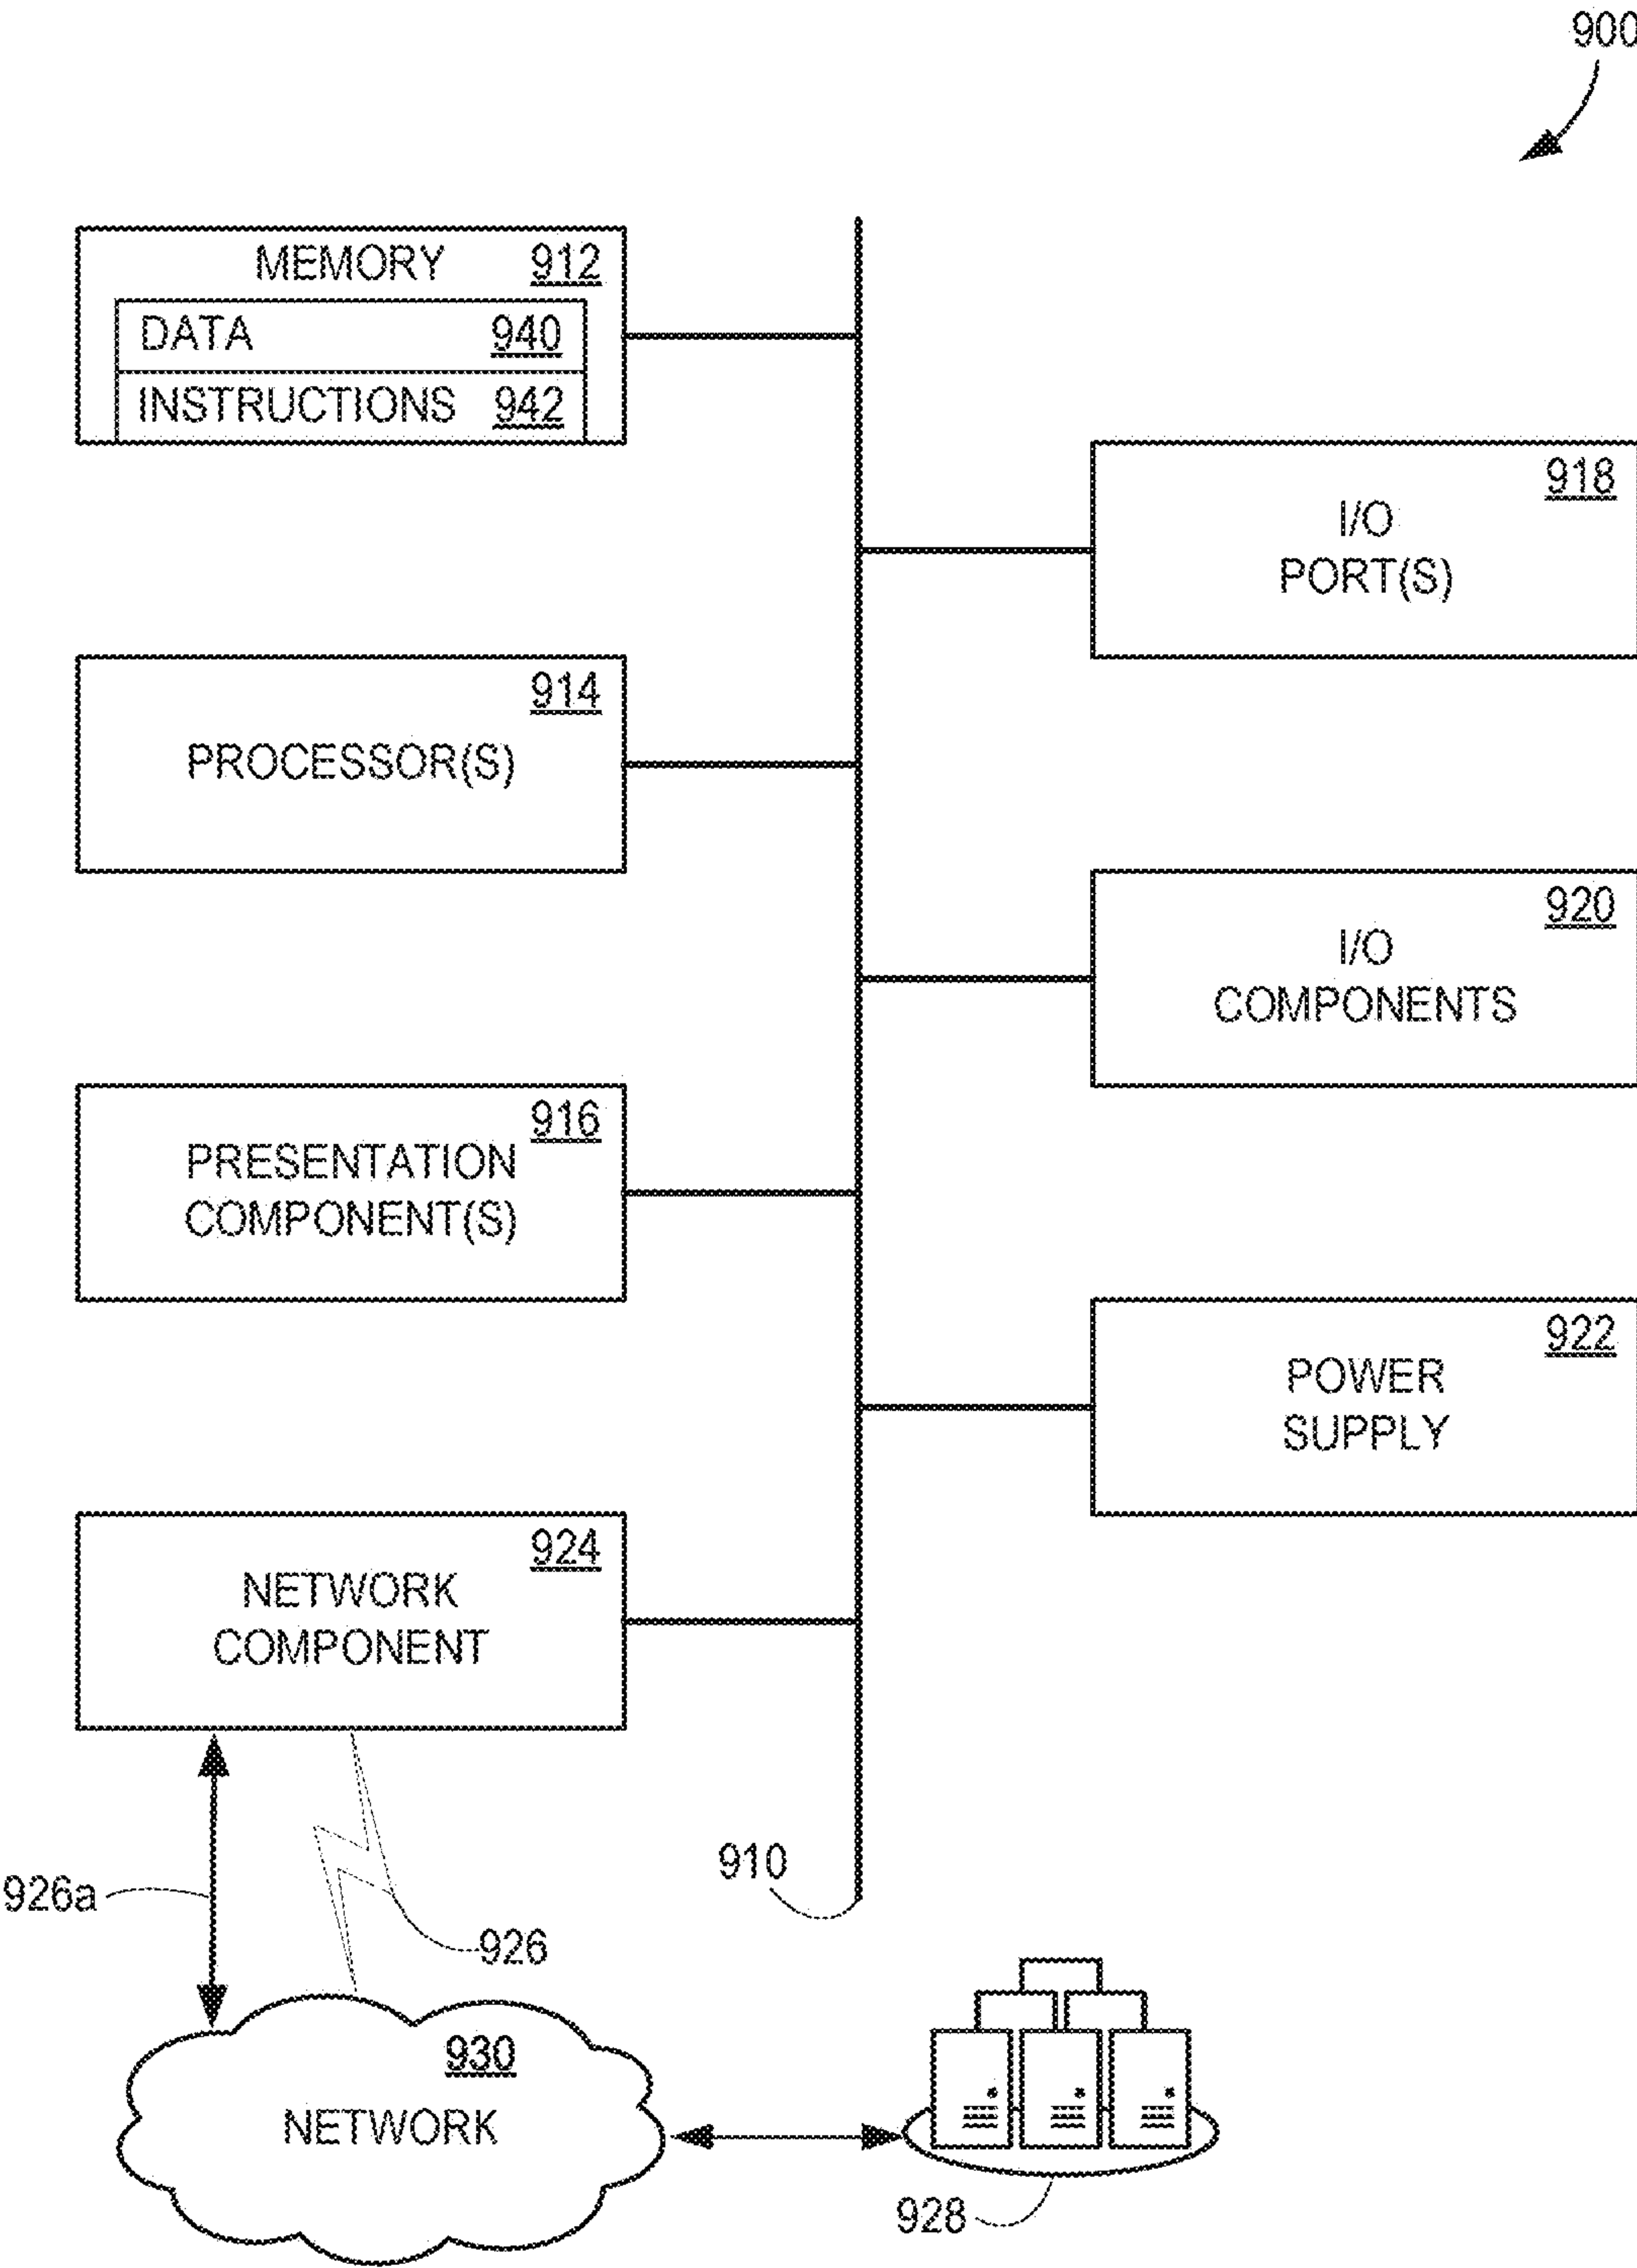 900
MEMORY 912
DATA 940
INSTRUCTIONS 942
918
I/O
PORT(S)
914
PROCESSOR(S)
920
I/O
COMPONENTS
916
PRESENTATION
COMPONENT(S)
922
POWER
SUPPLY
924
NETWORK
COMPONENT
910
926a
926
930
NETWORK
928